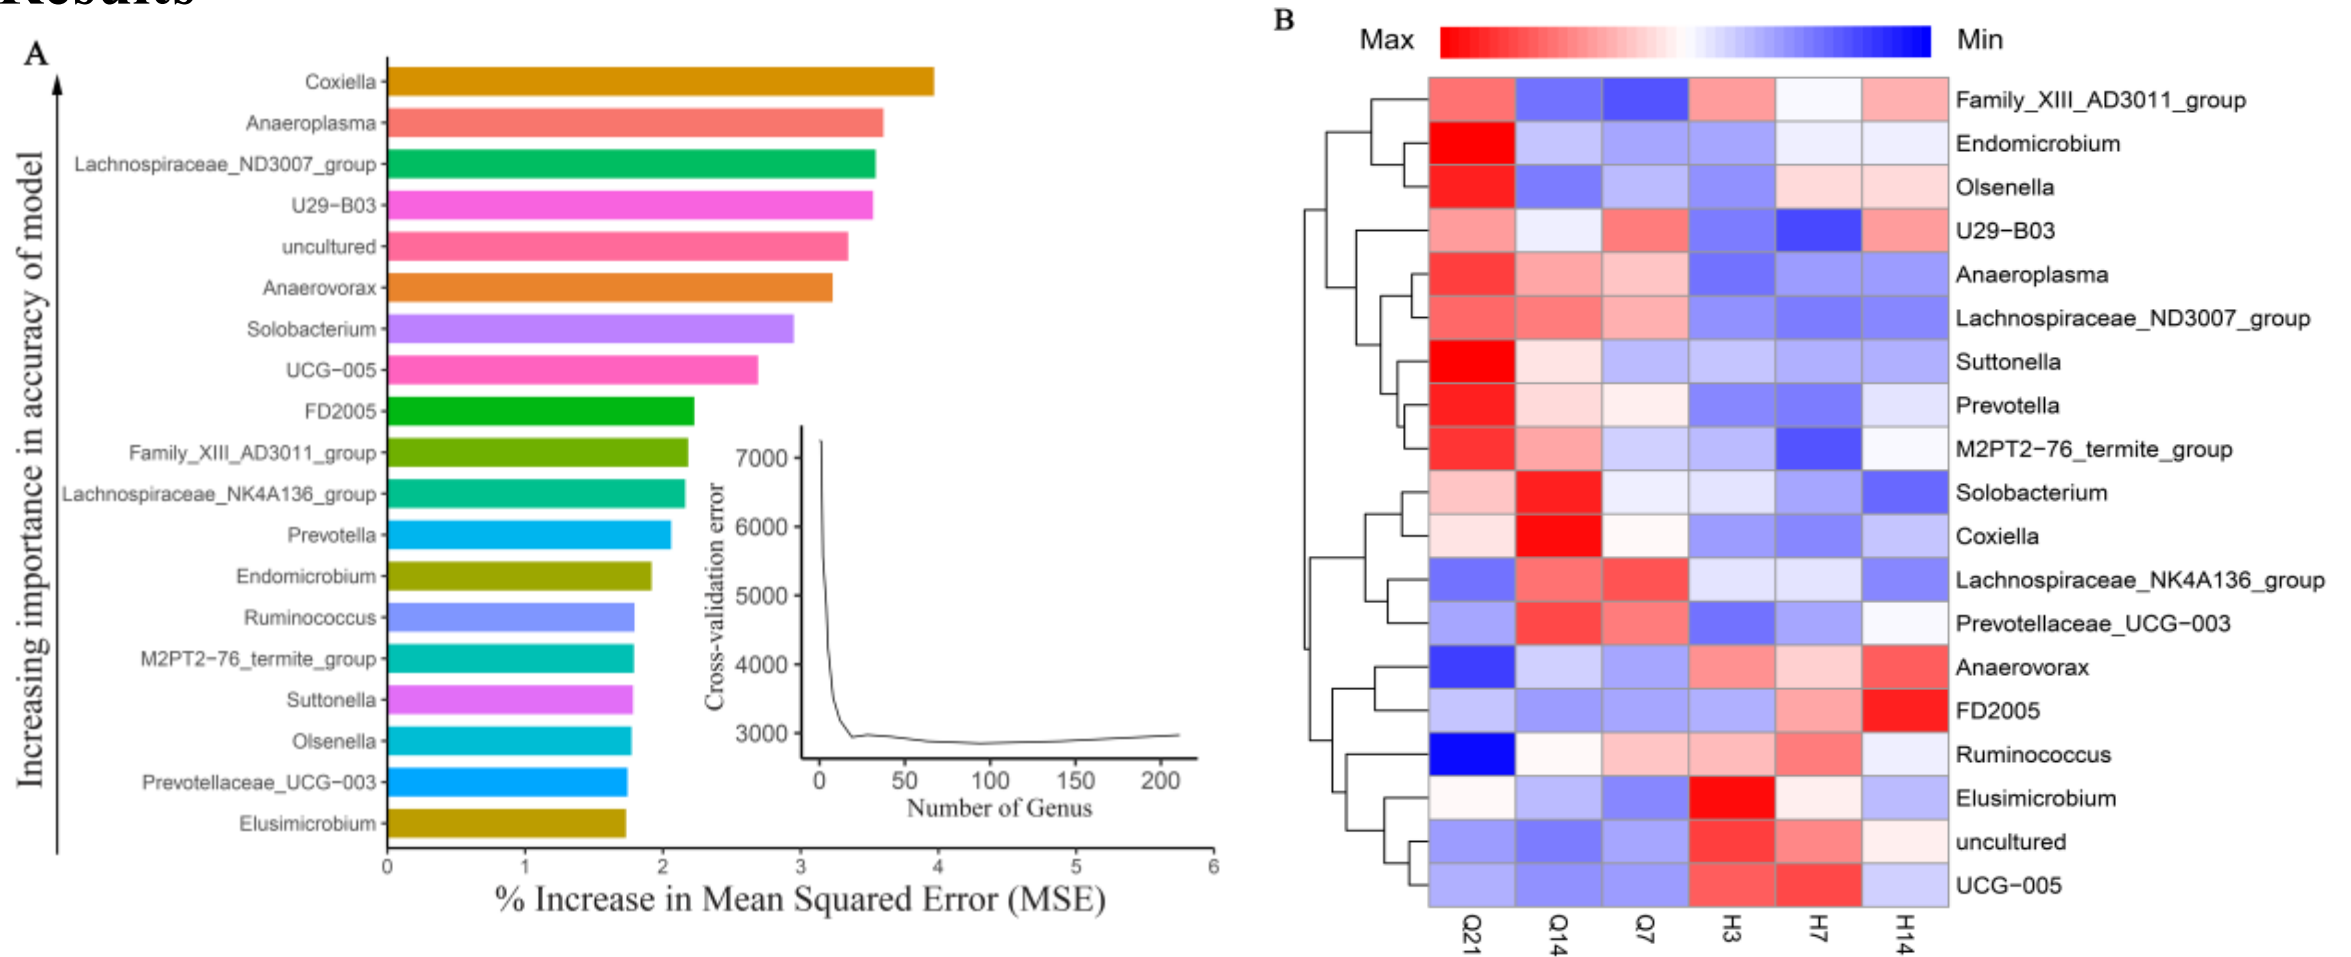 Results
A
Increasing importance in accuracy of model
Coxiella
Anaeroplasma
Lachnospiraceae_ND3007_group
U29−B03
uncultured
Anaerovorax
Solobacterium
UCG−005
FD2005
Family_XIII_AD3011_group
Lachnospiraceae_NK4A136_group
Prevotella
Endomicrobium
Ruminococcus
M2PT2−76_termite_group
Suttonella
Olsenella
Prevotellaceae_UCG−003
Elusimicrobium
0 1 2 3 4 5 6
% Increase in Mean Squared Error (MSE)
Cross-validation error
7000
6000
5000
4000
3000
0 50 100 150 200
Number of Genus
B
Max Min
Family_XIII_AD3011_group
Endomicrobium
Olsenella
U29−B03
Anaeroplasma
Lachnospiraceae_ND3007_group
Suttonella
Prevotella
M2PT2−76_termite_group
Solobacterium
Coxiella
Lachnospiraceae_NK4A136_group
Prevotellaceae_UCG−003
Anaerovorax
FD2005
Ruminococcus
Elusimicrobium
uncultured
UCG−005
Q21 Q14 Q7 H3 H7 H14